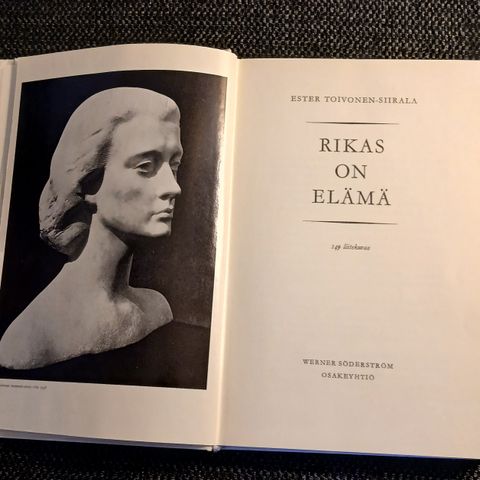 ESTER TOIVONEN-SIIRALA
RIKAS
ON
ELÄMÄ
149 liitekuvaa
WERNER SÖDERSTRÖM
OSAKEYHTIÖ